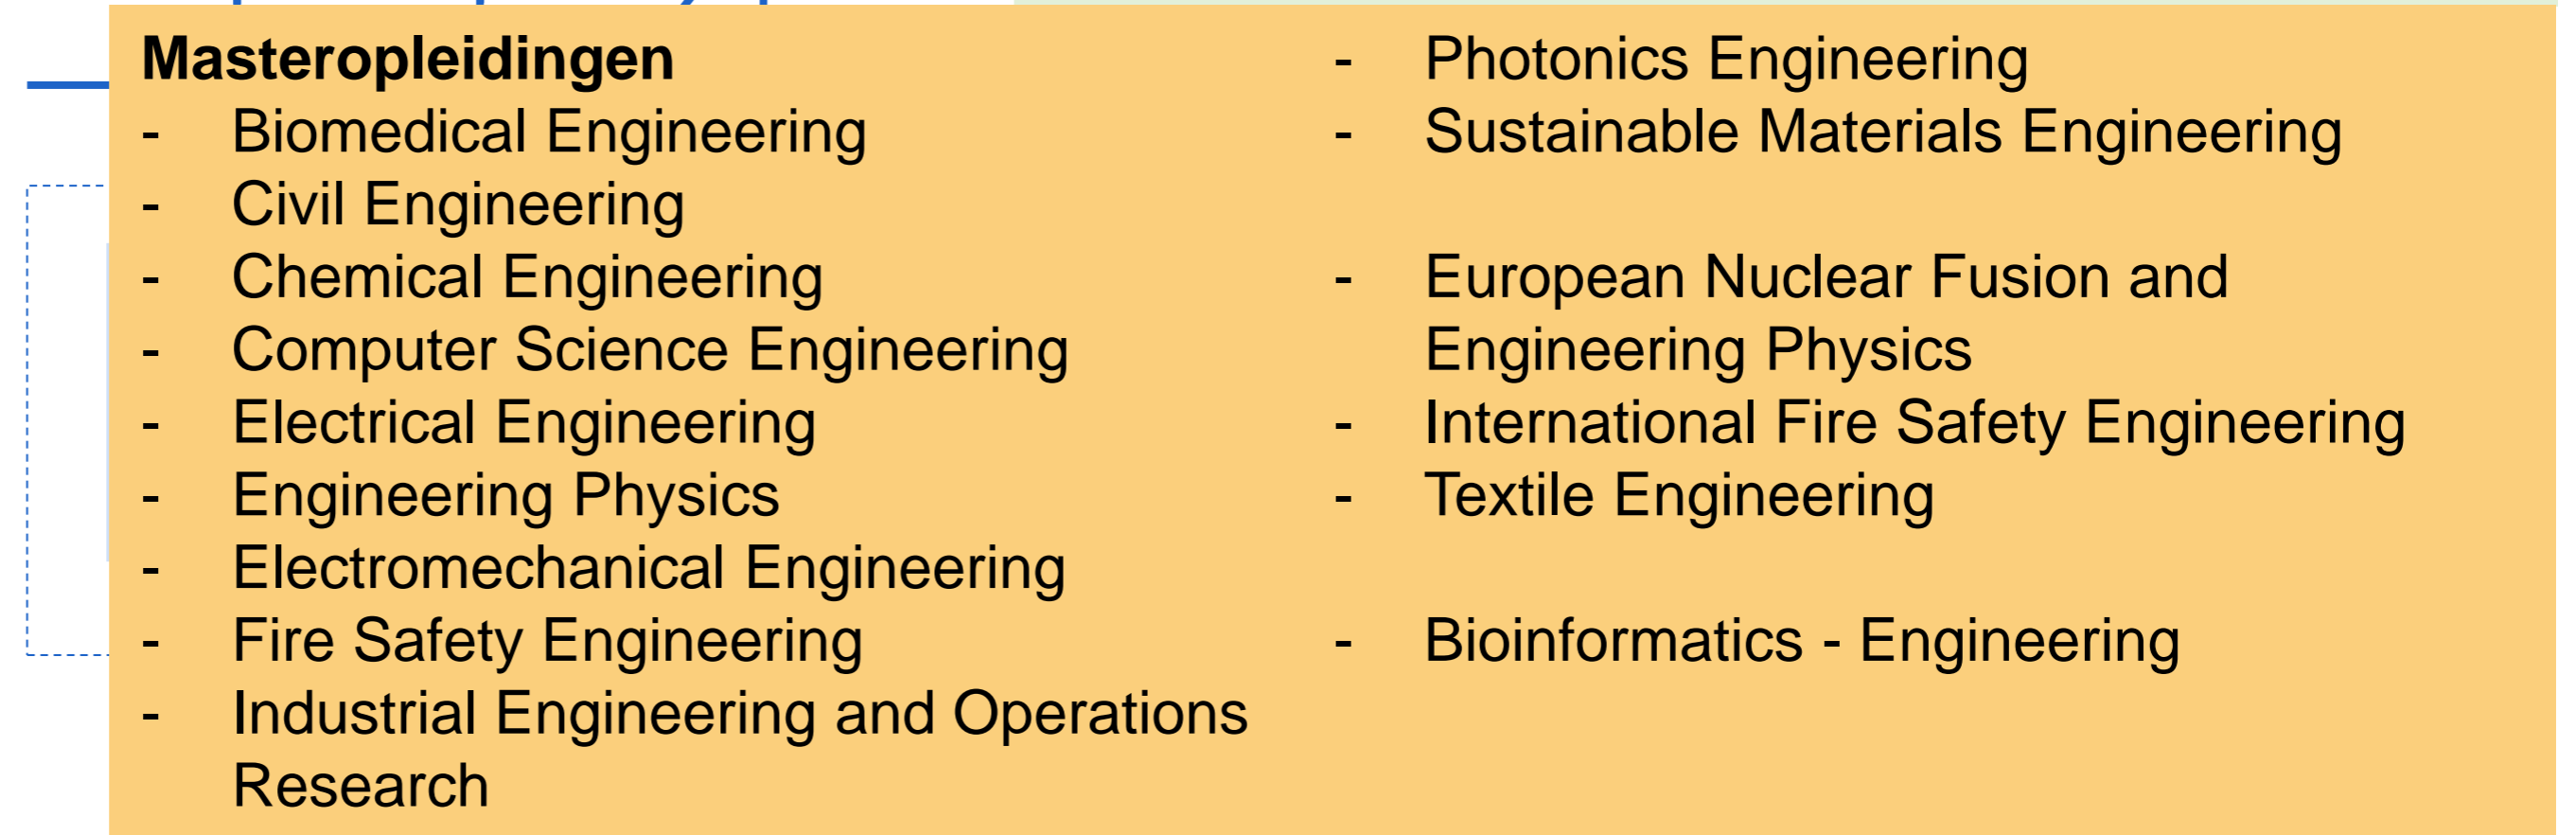 Masteropleidingen
- Biomedical Engineering
- Civil Engineering
- Chemical Engineering
- Computer Science Engineering
- Electrical Engineering
- Engineering Physics
- Electromechanical Engineering
- Fire Safety Engineering
- Industrial Engineering and Operations
Research
- Photonics Engineering
- Sustainable Materials Engineering
- European Nuclear Fusion and
Engineering Physics
- International Fire Safety Engineering
- Textile Engineering
- Bioinformatics - Engineering